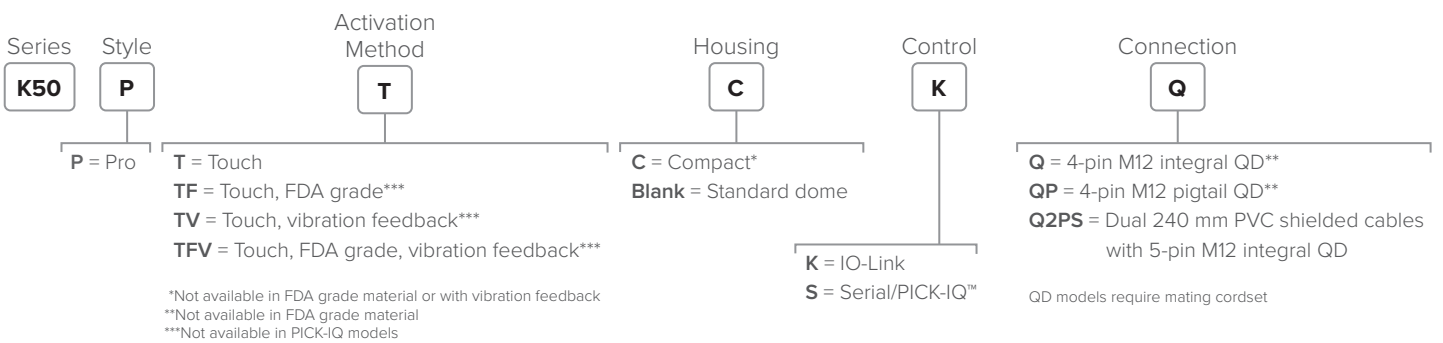 Series
Style
Activation
Method
Housing
Control
Connection
K50
P
T
C
K
Q
P = Pro
T = Touch
TF = Touch, FDA grade***
TV = Touch, vibration feedback***
TFV = Touch, FDA grade, vibration feedback***
C = Compact*
Blank = Standard dome
K = IO-Link
S = Serial/PICK-IQ™
Q = 4-pin M12 integral QD**
QP = 4-pin M12 pigtail QD**
Q2PS = Dual 240 mm PVC shielded cables
with 5-pin M12 integral QD
*Not available in FDA grade material or with vibration feedback
**Not available in FDA grade material
***Not available in PICK-IQ models
QD models require mating cordset